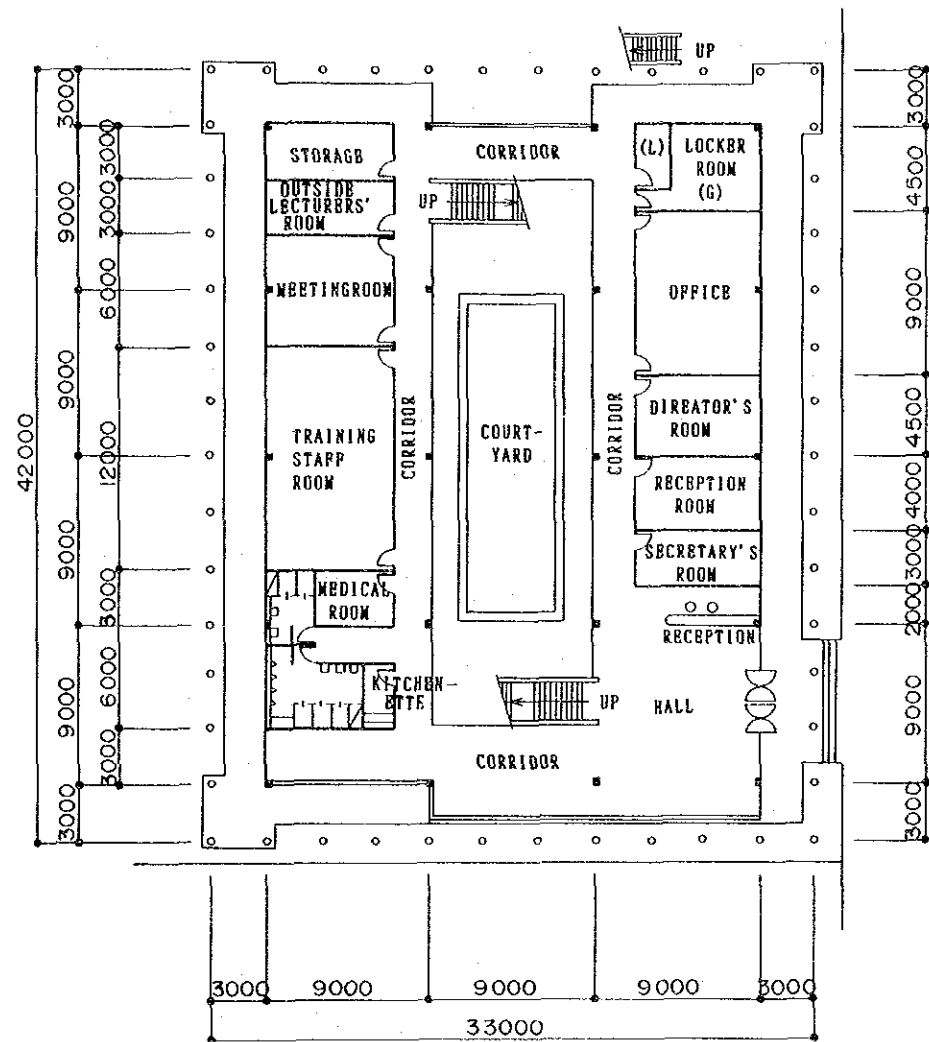 UP
STORAGE
OUTSIDE
LECTURERS'
ROOM
MEETINGROOM
TRAINING
STAFF
ROOM
MEDICAL
ROOM
KITCHEN-
ETTE
CORRIDOR
UP
CORRIDOR
COURT-
YARD
CORRIDOR
UP
CORRIDOR
(L)
LOCKER
ROOM
(G)
OFFICE
DIREATOR'S
ROOM
RECEPTION
ROOM
SECRETARY'S
ROOM
RECEPTION
HALL
42000
3000
9000
9000
9000
9000
3000
3000
3000
6000
12000
3000
6000
3000
3000
4500
9000
4500
4000
3000
2000
9000
3000
3000
9000
9000
9000
3000
33000